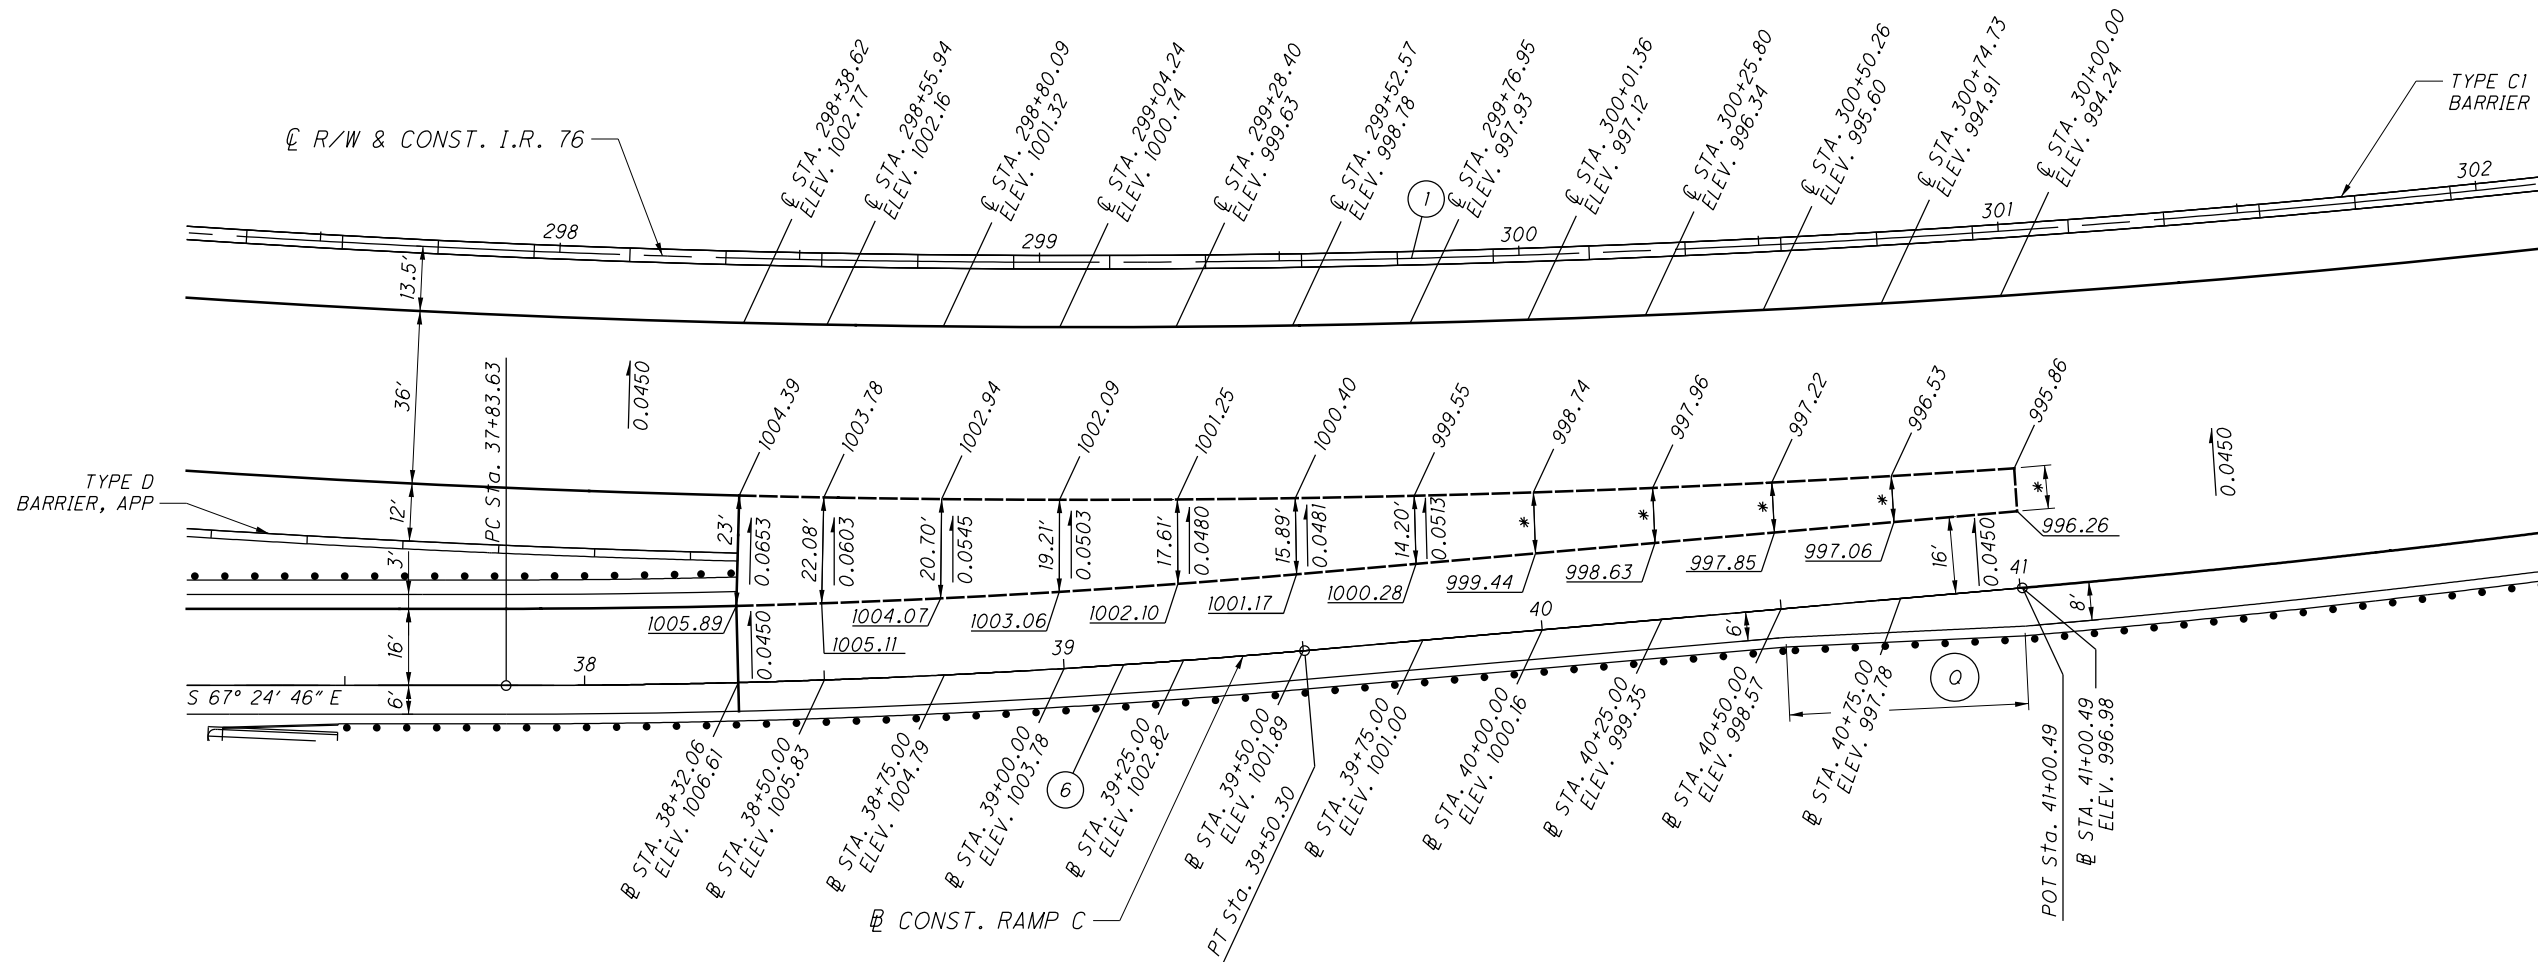 ℄ STA. 298+38.62
ELEV. 1002.77
℄ STA. 298+55.94
ELEV. 1002.16
℄ STA. 298+80.09
ELEV. 1001.32
℄ STA. 299+04.24
ELEV. 1000.74
℄ STA. 299+28.40
ELEV. 999.63
℄ STA. 299+52.57
ELEV. 998.78
℄ STA. 299+76.95
ELEV. 997.93
℄ STA. 300+01.36
ELEV. 997.12
℄ STA. 300+25.80
ELEV. 996.34
℄ STA. 300+50.26
ELEV. 995.60
℄ STA. 300+74.73
ELEV. 994.91
℄ STA. 301+00.00
ELEV. 994.24
TYPE C1
BARRIER
℄ R/W & CONST. I.R. 76
1
298
299
300
301
302
13.5'
36'
PC Sta. 37+83.63
0.0450
1004.39
1003.78
1002.94
1002.09
1001.25
1000.40
999.55
998.74
997.96
997.22
996.53
995.86
0.0450
TYPE D
BARRIER, APP
12'
3'
23'
0.0653
22.08'
0.0603
20.70'
0.0545
19.21'
0.0503
17.61'
0.0480
15.89'
0.0481
14.20'
0.0513
*
*
*
*
*
1005.89
1005.11
1004.07
1003.06
1002.10
1001.17
1000.28
999.44
998.63
997.85
997.06
996.26
16'
0.0450
16'
0.0450
38
39
40
41
S 67° 24' 46" E
6'
6'
8'
Q
6
℔ STA. 38+32.06
ELEV. 1006.61
℔ STA. 38+50.00
ELEV. 1005.83
℔ STA. 38+75.00
ELEV. 1004.79
℔ STA. 39+00.00
ELEV. 1003.78
℔ STA. 39+25.00
ELEV. 1002.82
℔ STA. 39+50.00
ELEV. 1001.89
PT Sta. 39+50.30
℔ STA. 39+75.00
ELEV. 1001.00
℔ STA. 40+00.00
ELEV. 1000.16
℔ STA. 40+25.00
ELEV. 999.35
℔ STA. 40+50.00
ELEV. 998.57
℔ STA. 40+75.00
ELEV. 997.78
POT Sta. 41+00.49
℔ STA. 41+00.49
ELEV. 996.98
℔ CONST. RAMP C